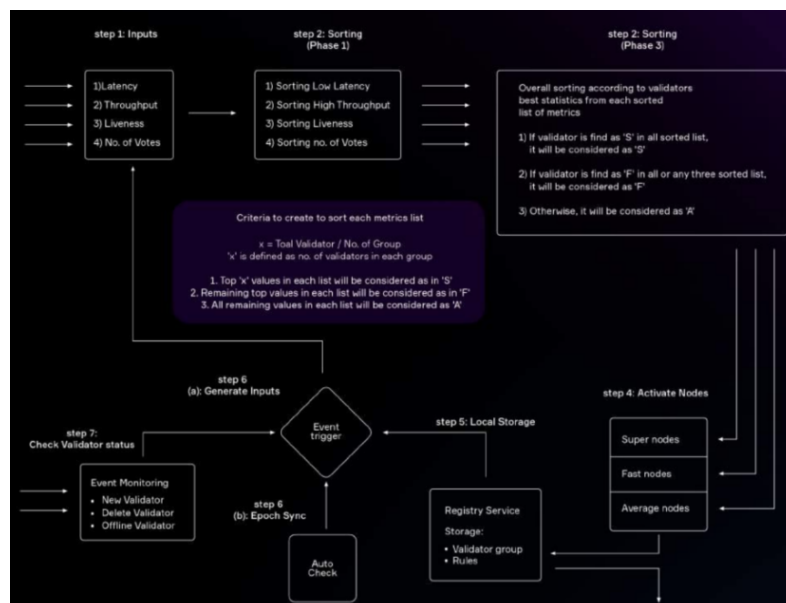 step 1: Inputs
1)Latency
2) Throughput
3) Liveness
4) No. of Votes
step 2: Sorting
(Phase 1)
1) Sorting Low Latency
2) Sorting High Throughput
3) Sorting Liveness
4) Sorting no. of Votes
step 2: Sorting
(Phase 3)
Overall sorting according to validators
best statistics from each sorted
list of metrics
1) If validator is find as 'S' in all sorted list,
it will be considered as 'S'
2) If validator is find as 'F' in all or any three sorted list,
it will be considered as 'F'
3) Otherwise, it will be considered as 'A'
Criteria to create to sort each metrics list
x = Toal Validator / No. of Group
'x' is defined as no. of validators in each group
1. Top 'x' values in each list will be considered as in 'S'
2. Remaining top values in each list will be considered as in 'F'
3. All remaining values in each list will be considered as 'A'
step 6
(a): Generate Inputs
step 7:
Check Validator status
Event Monitoring
• New Validator
• Delete Validator
• Offline Validator
Event
trigger
step 6
(b): Epoch Sync
Auto
Check
step 5: Local Storage
Registry Service
Storage:
• Validator group
• Rules
step 4: Activate Nodes
Super nodes
Fast nodes
Average nodes